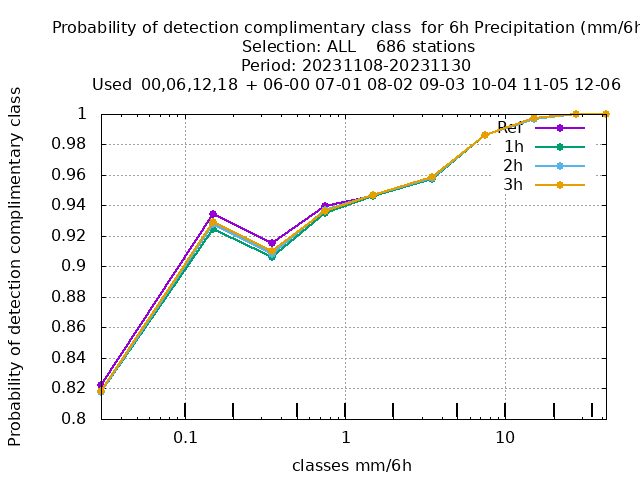 Probability of detection complimentary class  for 6h Precipitation (mm/6h
Selection: ALL    686 stations
Period: 20231108-20231130
Used  00,06,12,18  + 06-00 07-01 08-02 09-03  10-04 11-05 12-06
Probability of detection complimentary class
1
0.98
0.96
0.94
0.92
0.9
0.88
0.86
0.84
0.82
0.8
Ref
1h
2h
3h
0.1
1
10
classes mm/6h